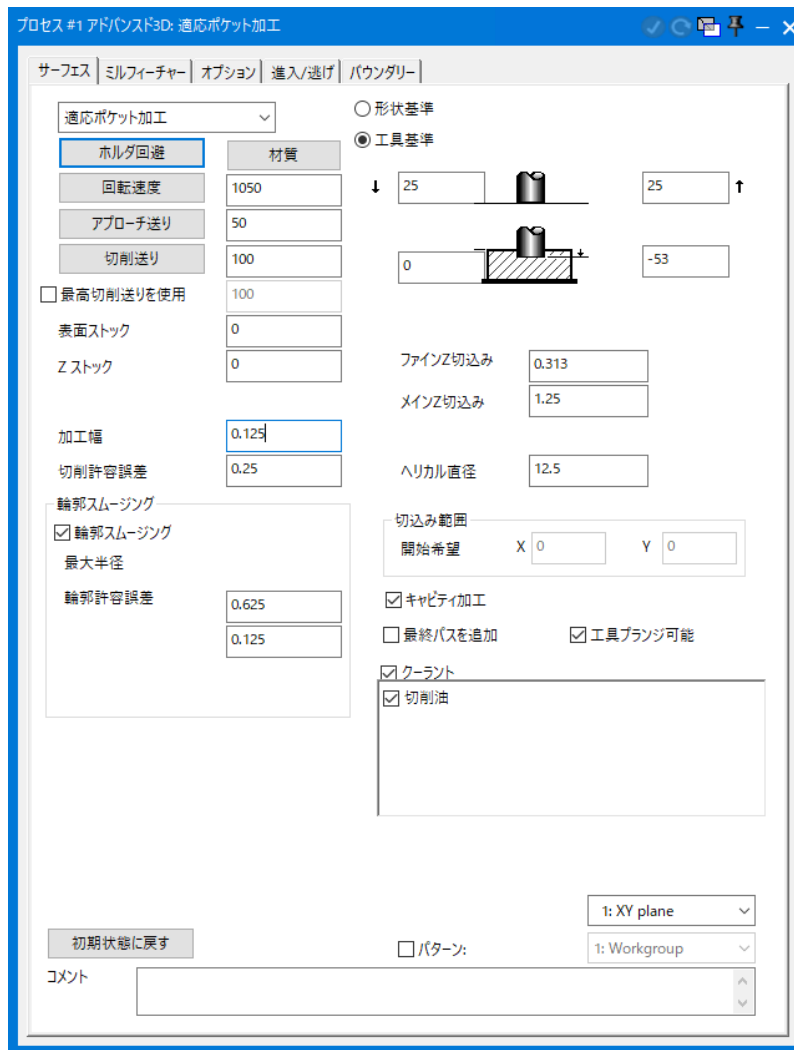 プロセス #1 アドバンスド3D: 適応ポケット加工
サーフェス ミルフィーチャー オプション 進入/逃げ バウンダリー
適応ポケット加工
形状基準
工具基準
ホルダ回避 材質
回転速度 1050
25 25
アプローチ送り 50
切削送り 100
0 -53
最高切削送りを使用 100
表面ストック 0
Z ストック 0
ファインZ切込み 0.313
メインZ切込み 1.25
加工幅 0.125
切削許容誤差 0.25
ヘリカル直径 12.5
輪郭スムージング
輪郭スムージング
最大半径
輪郭許容誤差 0.625
0.125
切込み範囲
開始希望 X 0 Y 0
キャビティ加工
最終パスを追加 工具プランジ可能
クーラント
切削油
1: XY plane
初期状態に戻す
パターン: 1: Workgroup
コメント